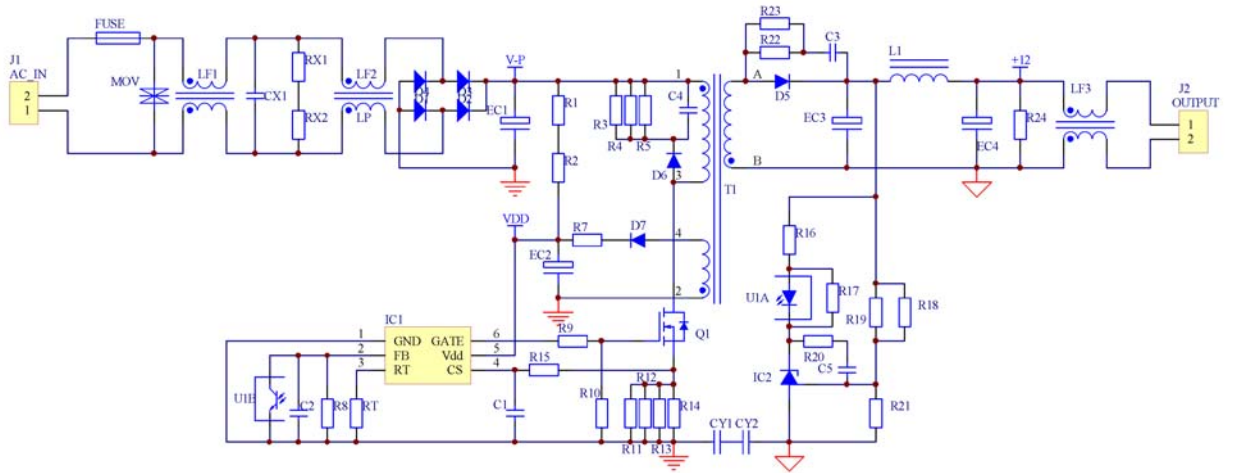 FUSE
J1
AC_IN
2
1
MOV
LF1
CX1
RX1
RX2
LF2
LP
D4
D3
D1
D2
V-P
EC1
R1
R2
R3
R4
R5
C4
D6
1
3
T1
R23
R22
C3
A
D5
B
EC3
L1
EC4
+12
R24
LF3
J2
OUTPUT
1
2
VDD
R7
D7
4
EC2
2
R16
U1A
R17
R19
R18
R20
C5
IC2
R21
IC1
1
GND
GATE
6
2
FB
Vdd
5
3
RT
CS
4
R9
Q1
R15
U1B
C2
R8
RT
C1
R10
R12
R14
R11
R13
CY1
CY2